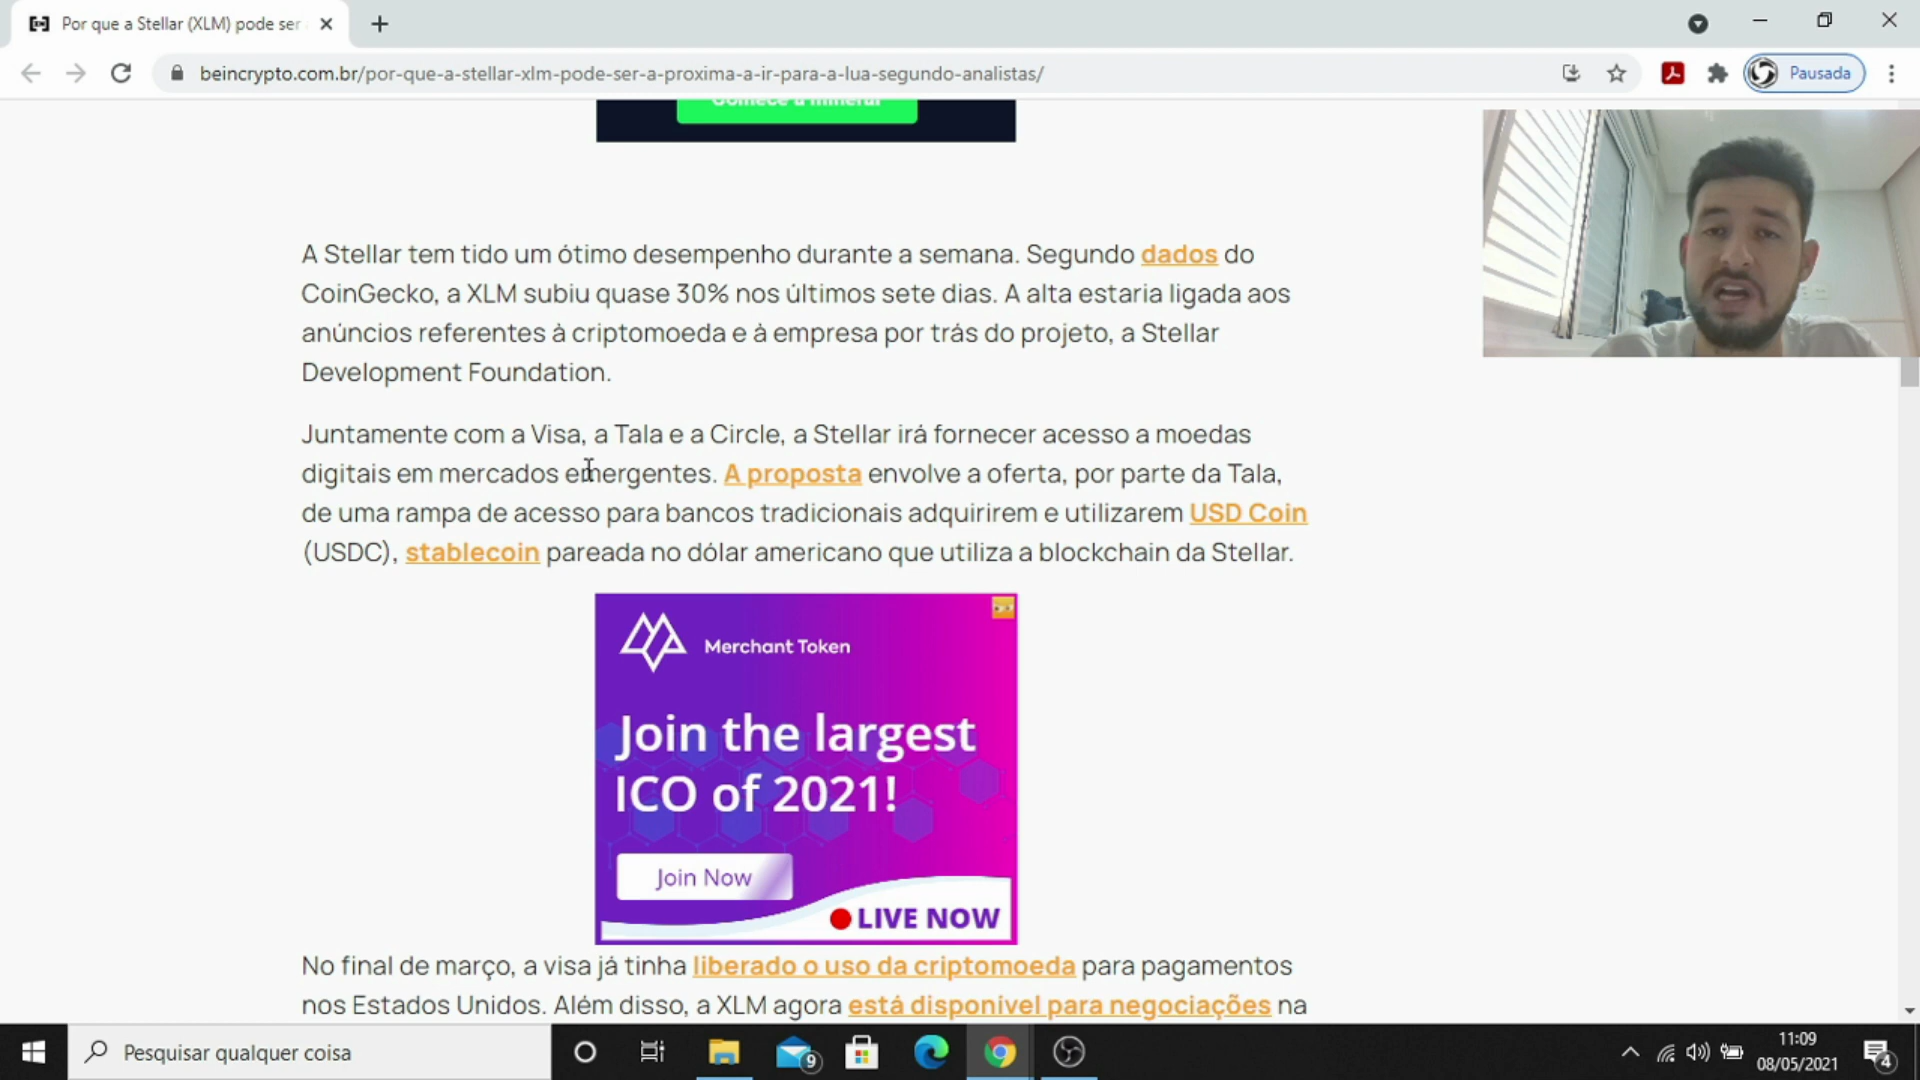 Por que a Stellar (XLM) pode ser
beincrypto.com.br/por-que-a-stellar-xlm-pode-ser-a-proxima-a-ir-para-a-lua-segundo-analistas/
Pausada
Comece a minerar
A Stellar tem tido um ótimo desempenho durante a semana. Segundo dados do
CoinGecko, a XLM subiu quase 30% nos últimos sete dias. A alta estaria ligada aos
anúncios referentes à criptomoeda e à empresa por trás do projeto, a Stellar
Development Foundation.
Juntamente com a Visa, a Tala e a Circle, a Stellar irá fornecer acesso a moedas
digitais em mercados emergentes. A proposta envolve a oferta, por parte da Tala,
de uma rampa de acesso para bancos tradicionais adquirirem e utilizarem USD Coin
(USDC), stablecoin pareada no dólar americano que utiliza a blockchain da Stellar.
Merchant Token
Join the largest
ICO of 2021!
Join Now
LIVE NOW
No final de março, a visa já tinha liberado o uso da criptomoeda para pagamentos
nos Estados Unidos. Além disso, a XLM agora está disponível para negociações na
Pesquisar qualquer coisa
9
11:09
08/05/2021
4